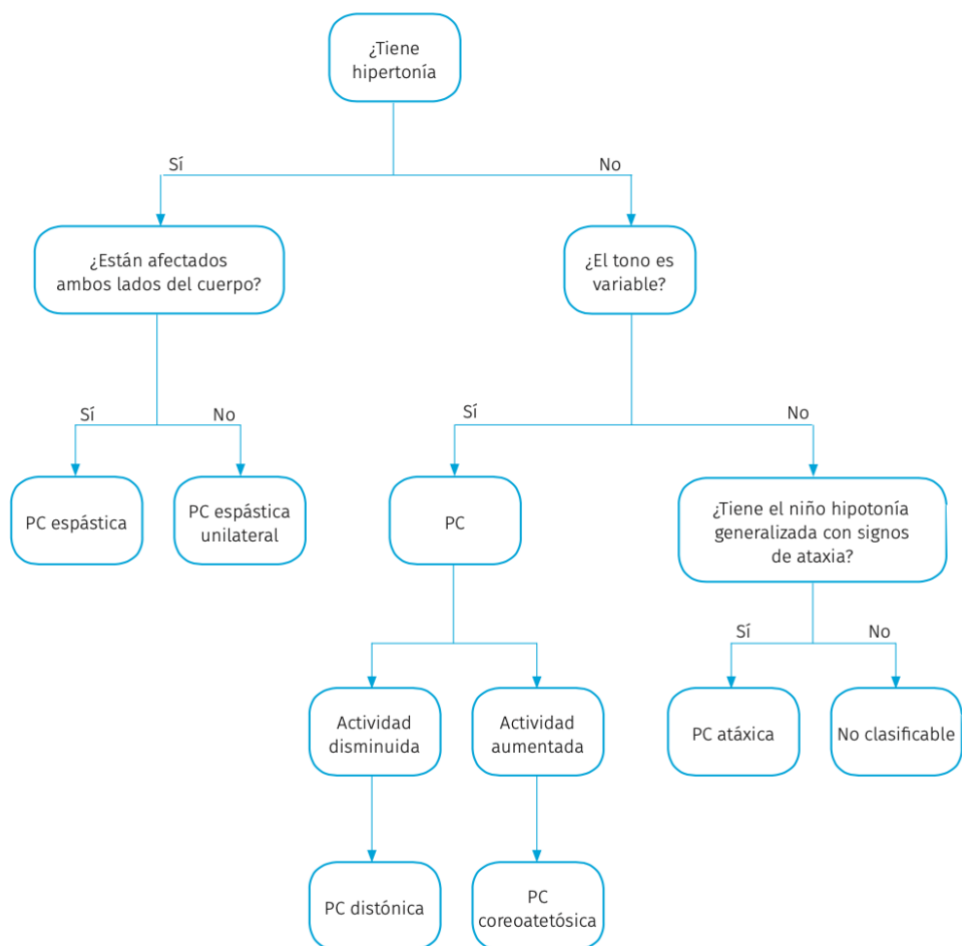 ¿Tiene
hipertonía
Sí
No
¿Están afectados
ambos lados del cuerpo?
¿El tono es
variable?
Sí
No
Sí
No
PC espástica
PC espástica
unilateral
PC
¿Tiene el niño hipotonía
generalizada con signos
de ataxia?
Sí
No
Actividad
disminuida
Actividad
aumentada
PC atáxica
No clasificable
PC distónica
PC
coreoatetósica